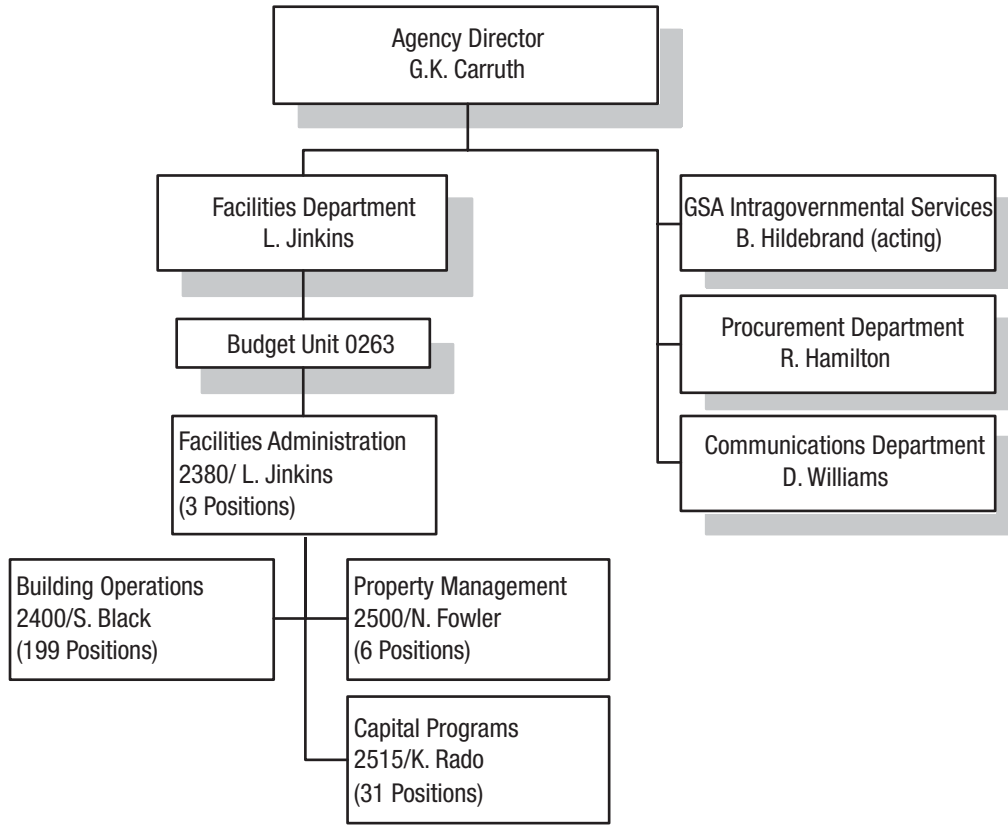 Agency Director
G.K. Carruth
Facilities Department
L. Jinkins
GSA Intragovernmental Services
B. Hildebrand (acting)
Budget Unit 0263
Procurement Department
R. Hamilton
Facilities Administration
2380/ L. Jinkins
(3 Positions)
Communications Department
D. Williams
Building Operations
2400/S. Black
(199 Positions)
Property Management
2500/N. Fowler
(6 Positions)
Capital Programs
2515/K. Rado
(31 Positions)